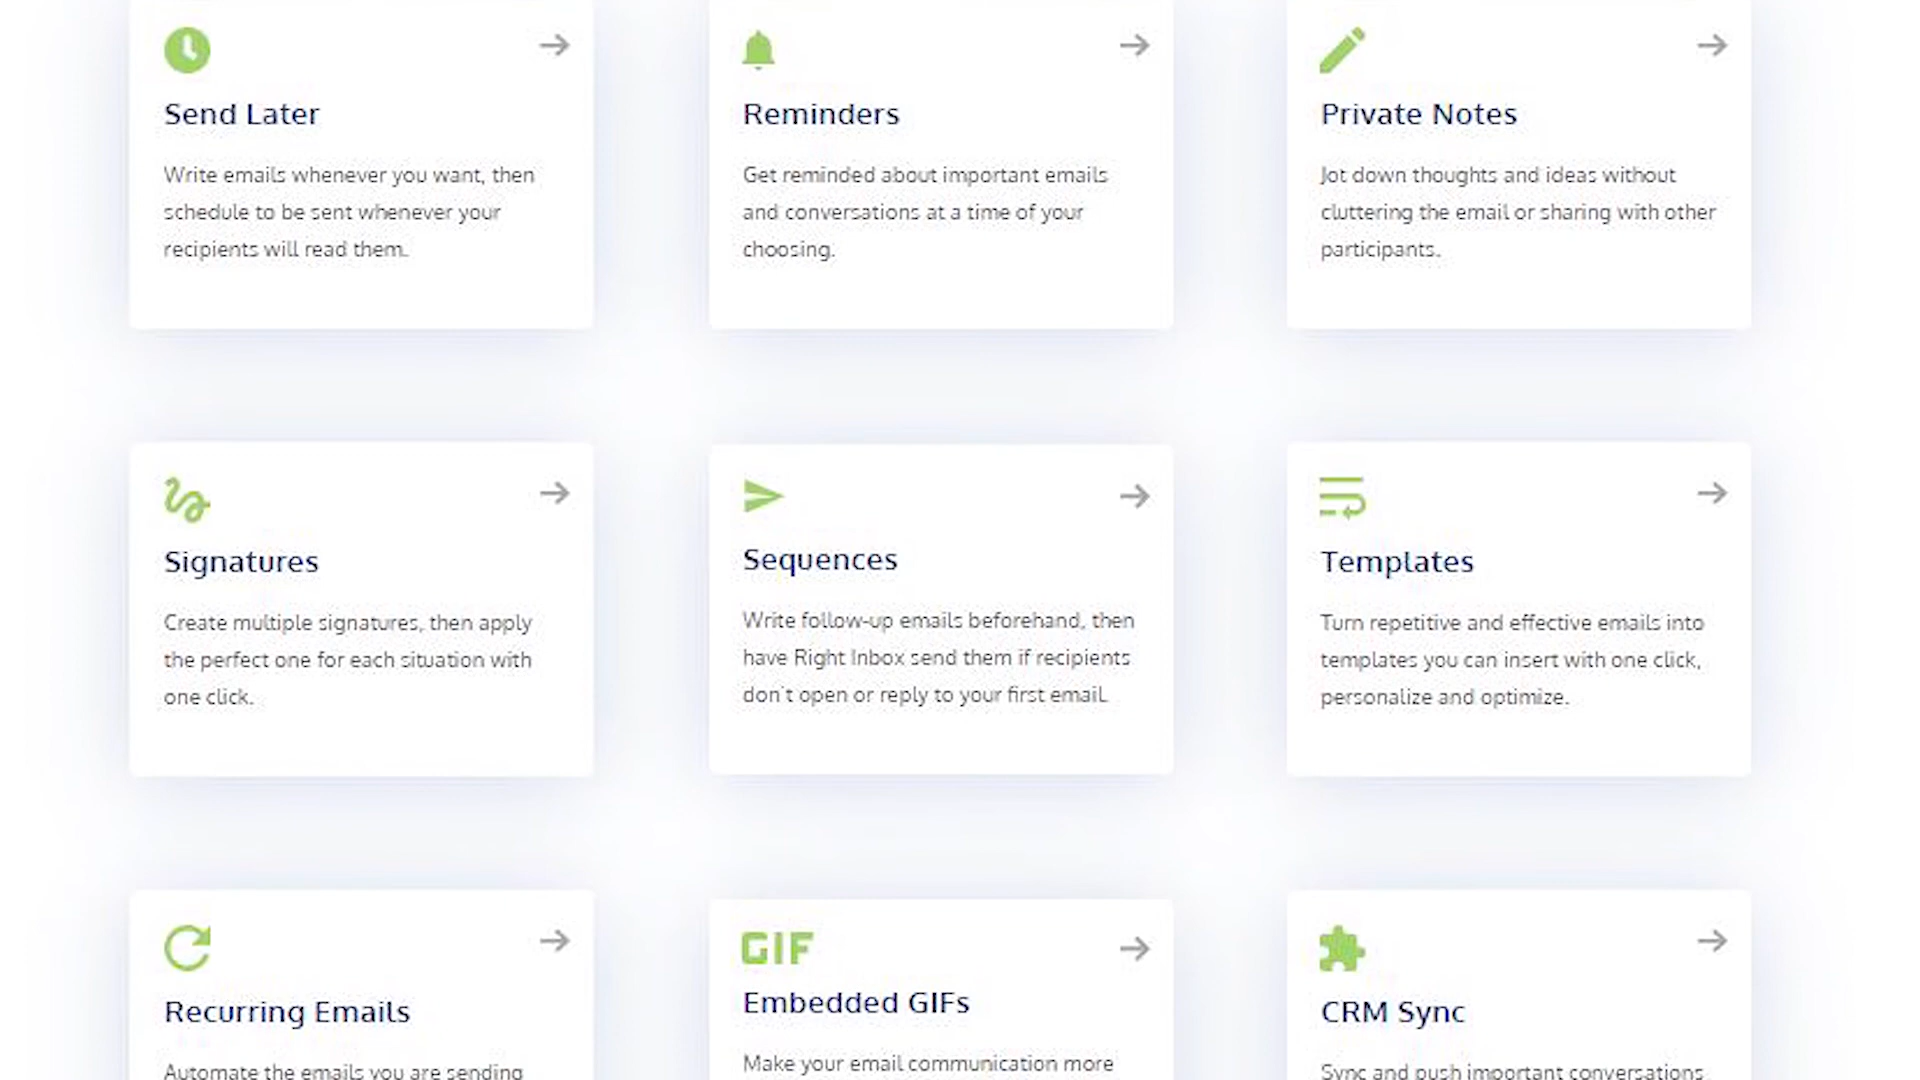 Send Later
Write emails whenever you want, then
schedule to be sent whenever your
recipients will read them.
Reminders
Get reminded about important emails
and conversations at a time of your
choosing.
Private Notes
Jot down thoughts and ideas without
cluttering the email or sharing with other
participants.
Signatures
Create multiple signatures, then apply
the perfect one for each situation with
one click.
Sequences
Write follow-up emails beforehand, then
have Right Inbox send them if recipients
don't open or reply to your first email.
Templates
Turn repetitive and effective emails into
templates you can insert with one click,
personalize and optimize.
Recurring Emails
Automate the emails you are sending
GIF
Embedded GIFs
Make your email communication more
CRM Sync
Sync and push important conversations